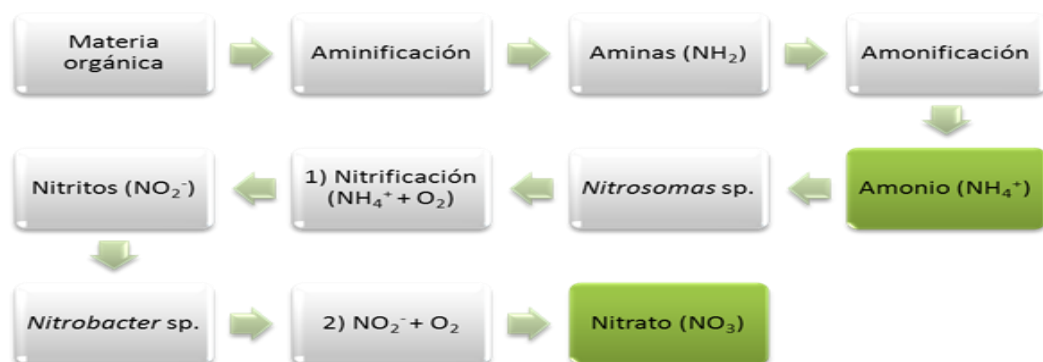 Materia
orgánica
Aminificación
Aminas (NH₂)
Amonificación
Amonio (NH₄⁺)
Nitrosomas sp.
1) Nitrificación
(NH₄⁺ + O₂)
Nitritos (NO₂⁻)
Nitrobacter sp.
2) NO₂⁻ + O₂
Nitrato (NO₃)